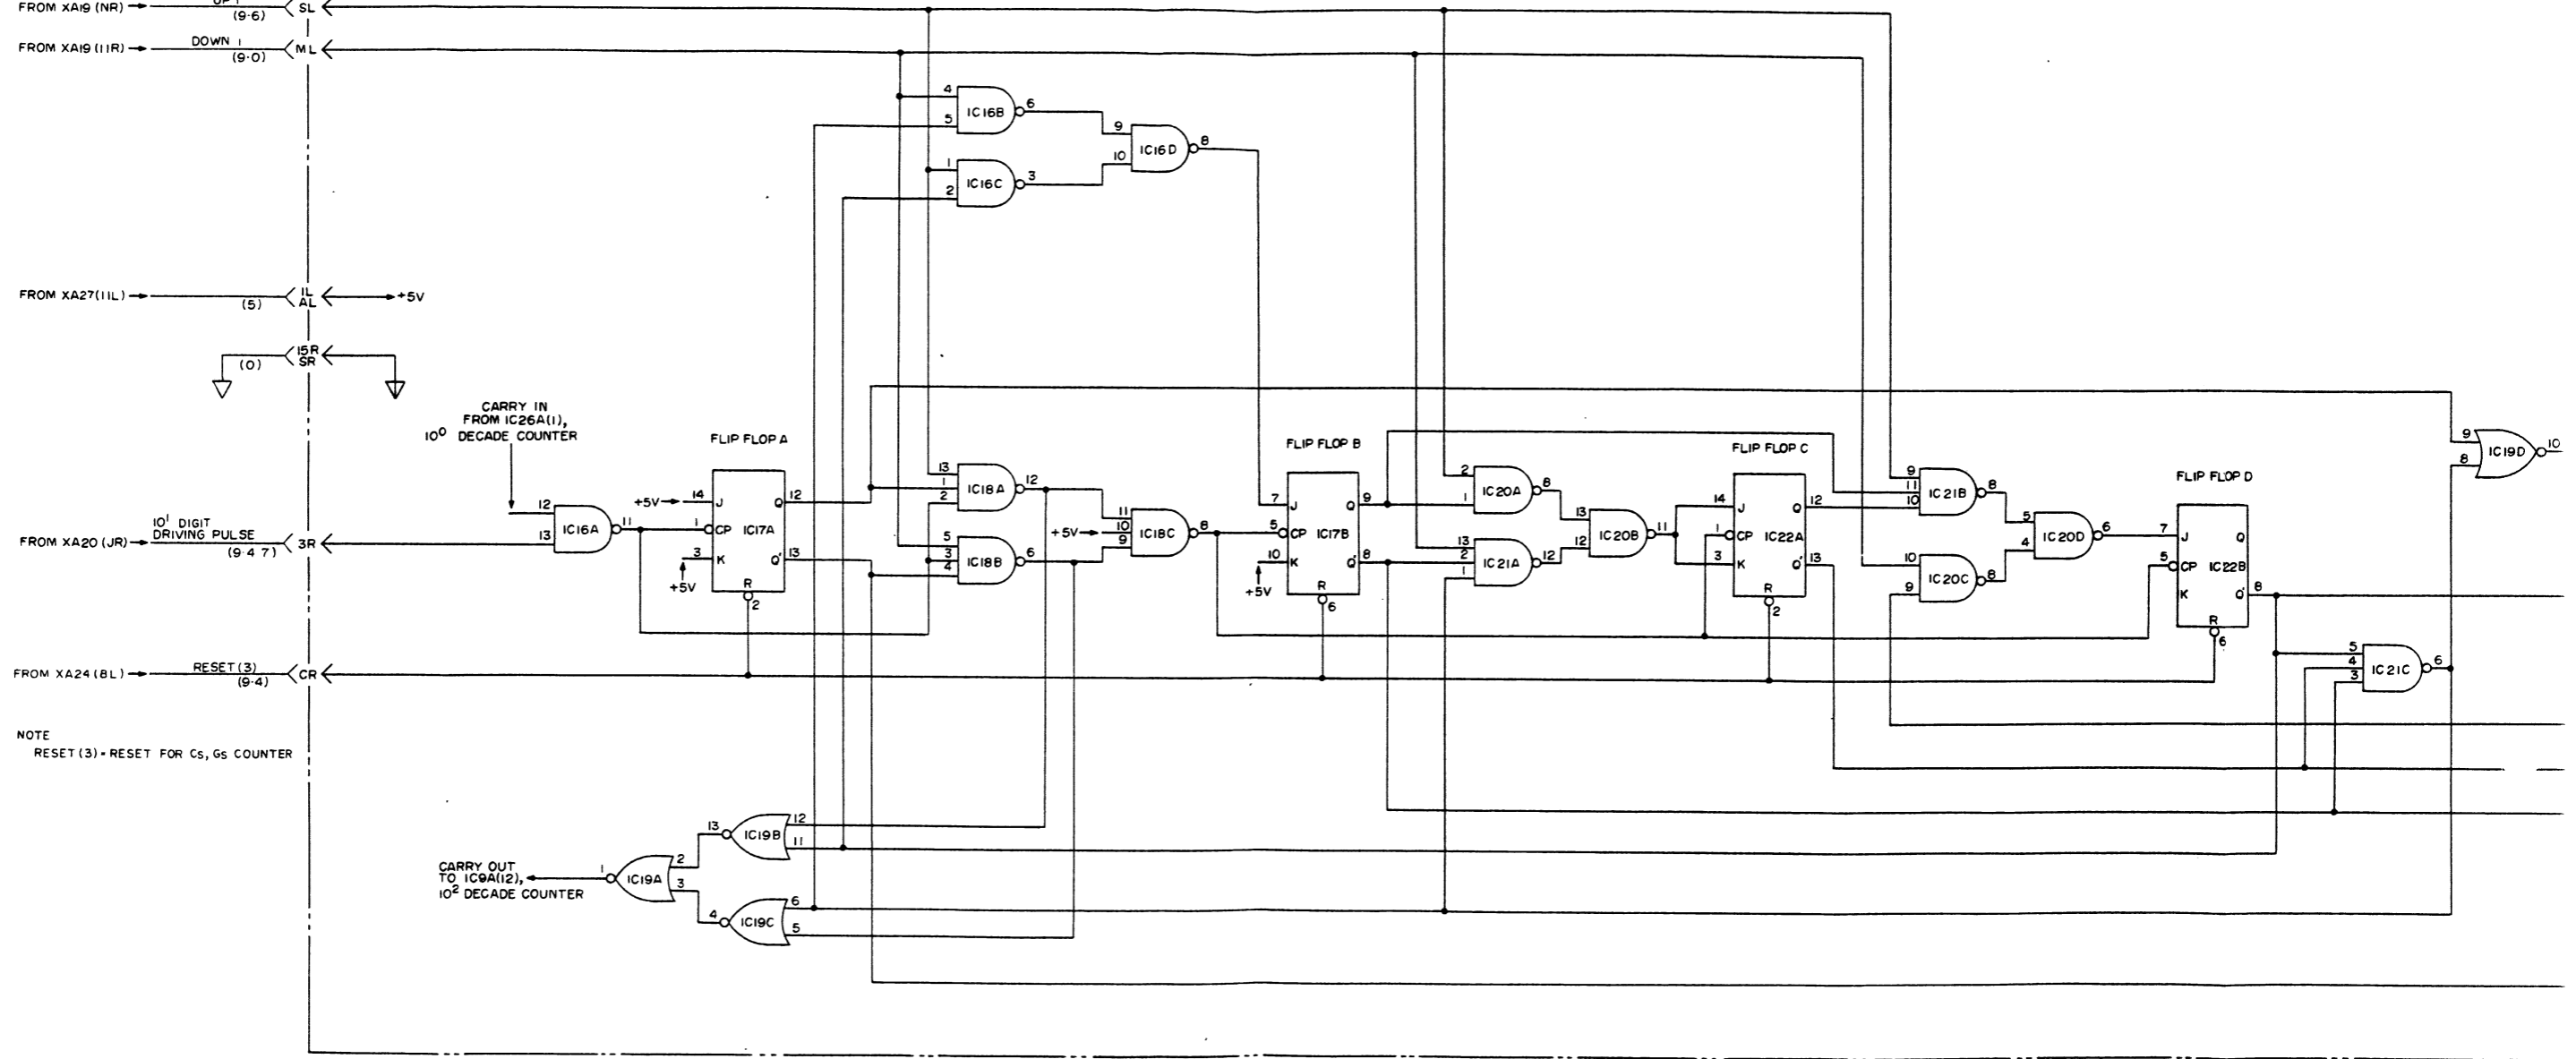 FROM XA19 (NR)
(9·6)
SL
FROM XA19 (11R)
DOWN 1
(9·0)
ML
4
5
IC16B
6
9
10
IC16D
8
1
2
IC16C
3
FROM XA27 (11L)
(5)
1L
AL
+5V
15R
SR
(0)
CARRY IN
FROM IC26A(1),
10⁰ DECADE COUNTER
FLIP FLOP A
FLIP FLOP B
FLIP FLOP C
FLIP FLOP D
12
13
IC16A
11
+5V
14
J
1
CP
IC17A
3
K
+5V
Q
12
Q'
13
R
2
13
1
2
IC18A
12
5
3
4
IC18B
6
11
10
9
+5V
IC18C
8
7
J
5
CP
IC17B
10
K
+5V
Q
9
Q'
8
R
6
2
1
IC20A
8
13
2
1
IC21A
12
13
12
IC20B
11
14
J
1
CP
IC22A
3
K
Q
12
Q'
13
R
2
9
11
10
IC21B
8
10
9
IC20C
8
5
4
IC20D
6
7
J
5
CP
IC22B
K
Q
Q'
8
R
6
9
8
IC19D
10
5
4
3
IC21C
6
FROM XA20 (JR)
10¹ DIGIT
DRIVING PULSE
(9·4 7)
3R
FROM XA24 (8L)
RESET (3)
(9·4)
CR
NOTE
RESET (3) = RESET FOR Cs, Gs COUNTER
13
IC19B
12
11
CARRY OUT
TO IC9A(12),
10² DECADE COUNTER
1
IC19A
2
3
4
IC19C
6
5